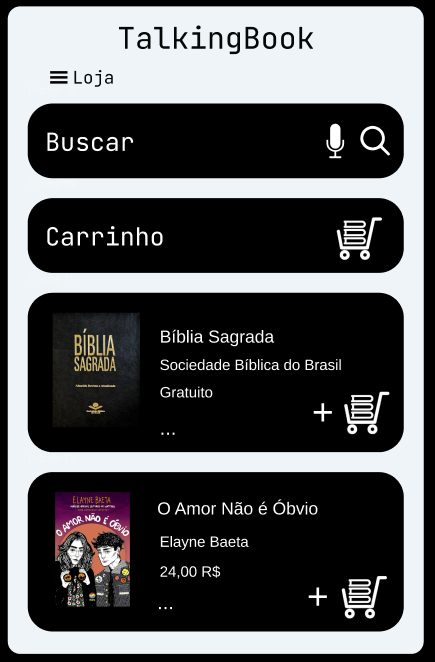 TalkingBook
Loja
Buscar
Carrinho
BÍBLIA
SAGRADA
Bíblia Sagrada
Sociedade Bíblica do Brasil
Gratuito
...
+
ELAYNE BAETA
O AMOR NÃO É ÓBVIO
O Amor Não é Óbvio
Elayne Baeta
24,00 R$
...
+